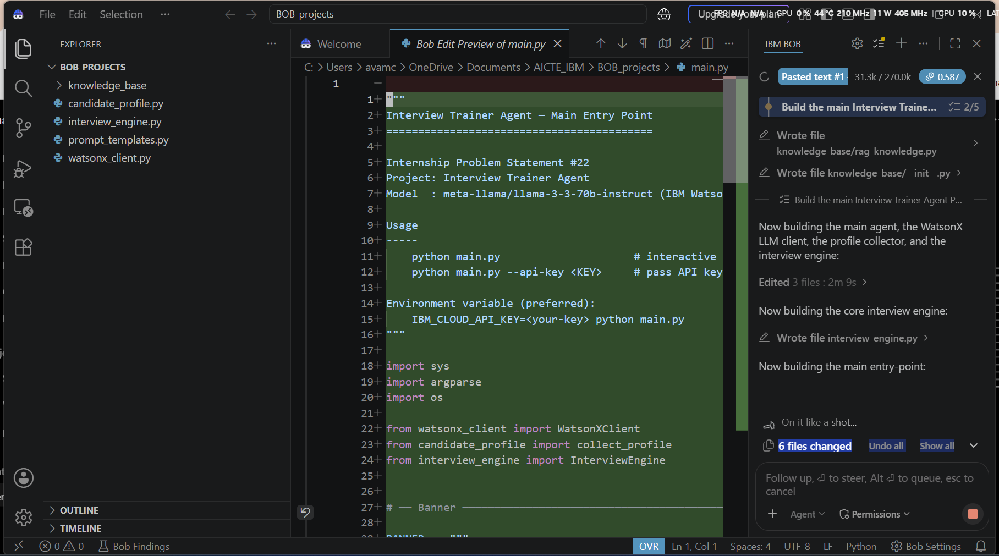 File Edit Selection ···
BOB_projects
Upgrade your plan
FPS N/A N/A GPU 0 % 44 °C 210 MHz 11 W 405 MHz CPU 10 % LAT
EXPLORER ···
BOB_PROJECTS
knowledge_base
candidate_profile.py
interview_engine.py
prompt_templates.py
watsonx_client.py
OUTLINE
TIMELINE
Welcome
Bob Edit Preview of main.py
C: > Users > avamc > OneDrive > Documents > AICTE_IBM > BOB_projects > main.py
1 —
1+ """
2+ Interview Trainer Agent — Main Entry Point
3+ ==========================================
4+
5+ Internship Problem Statement #22
6+ Project: Interview Trainer Agent
7+ Model  : meta-llama/llama-3-3-70b-instruct (IBM Watso
8+
9+ Usage
10+ -----
11+     python main.py                     # interactive
12+     python main.py --api-key <KEY>     # pass API key
13+
14+ Environment variable (preferred):
15+     IBM_CLOUD_API_KEY=<your-key> python main.py
16+ """
17+
18+ import sys
19+ import argparse
20+ import os
21+
22+ from watsonx_client import WatsonXClient
23+ from candidate_profile import collect_profile
24+ from interview_engine import InterviewEngine
25+
26+
27+ # —— Banner ——
28+
IBM BOB
Pasted text #1 31.3k / 270.0k 0.587
Build the main Interview Traine... 2/5
Wrote file
knowledge_base/rag_knowledge.py
Wrote file knowledge_base/__init__.py
Build the main Interview Trainer Agent P...
Now building the main agent, the WatsonX
LLM client, the profile collector, and the
interview engine:
Edited 3 files : 2m 9s
Now building the core interview engine:
Wrote file interview_engine.py
Now building the main entry-point:
On it like a shot...
6 files changed Undo all Show all
Follow up, ⏎ to steer, Alt ⏎ to queue, esc to
cancel
Agent Permissions
0 0 Bob Findings
OVR Ln 1, Col 1 Spaces: 4 UTF-8 LF Python Bob Settings